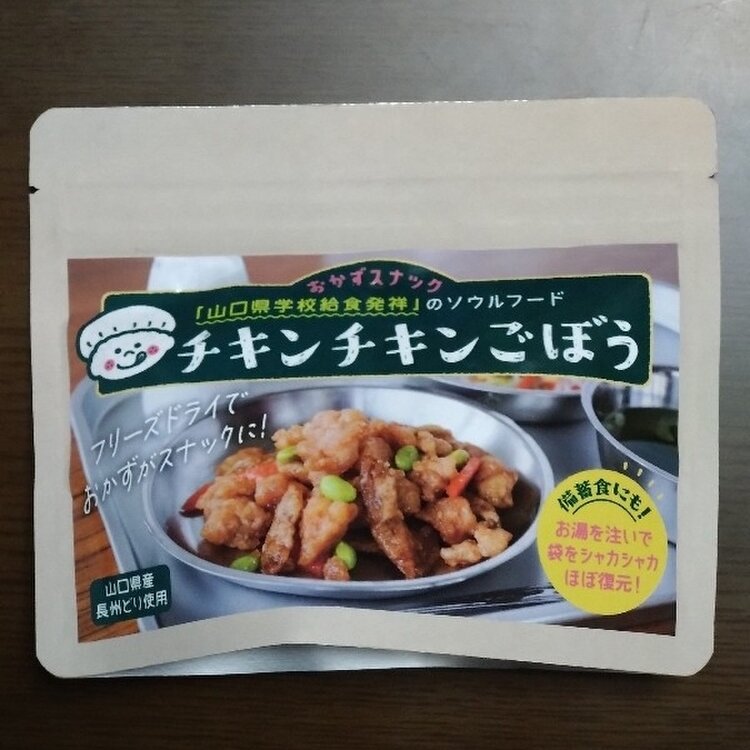 おかずスナック
「山口県学校給食発祥」のソウルフード
チキンチキンごぼう
フリーズドライで
おかずがスナックに!
備蓄食にも!
お湯を注いで
袋をシャカシャカ
ほぼ復元!
山口県産
長州どり使用